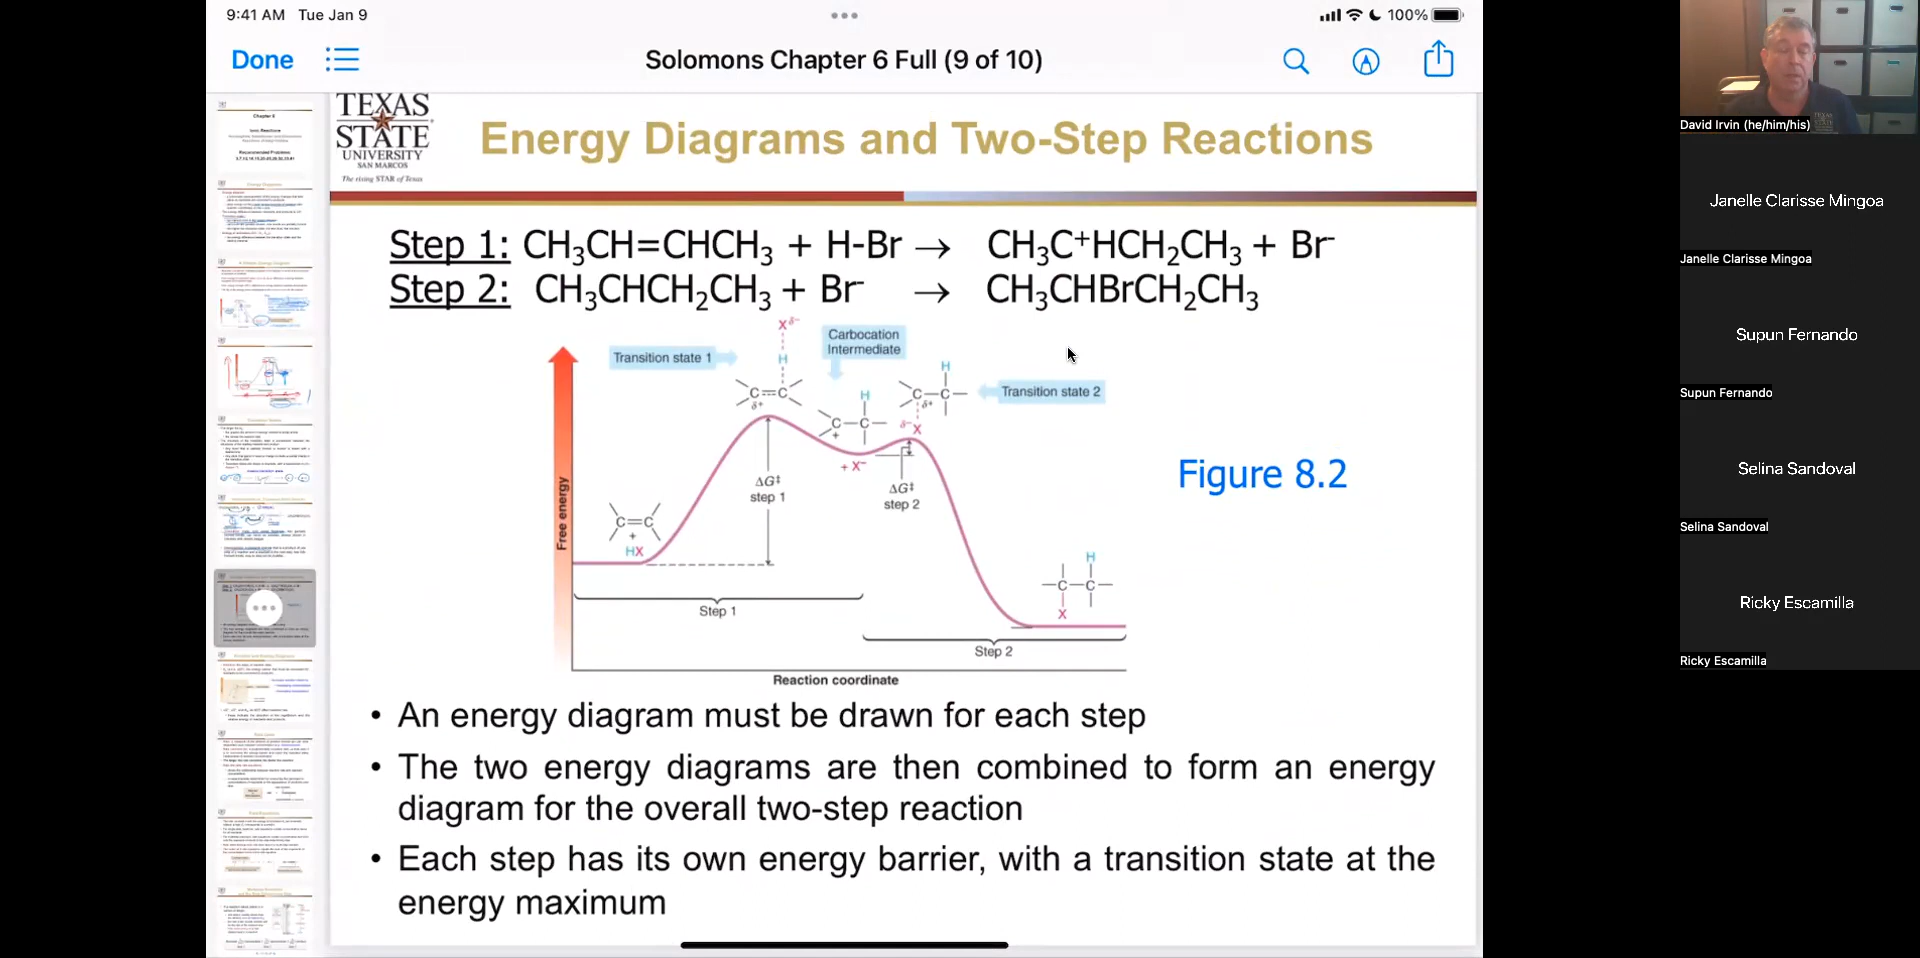 9:41 AM Tue Jan 9
100%
Done
Solomons Chapter 6 Full (9 of 10)
TEXAS
STATE
UNIVERSITY
SAN MARCOS
The rising STAR of Texas
Energy Diagrams and Two-Step Reactions
Step 1: CH₃CH=CHCH₃ + H-Br → CH₃C⁺HCH₂CH₃ + Br⁻
Step 2: CH₃CHCH₂CH₃ + Br⁻ → CH₃CHBrCH₂CH₃
Transition state 1
X δ−
H
C=C
δ+
Carbocation
Intermediate
H
C–C
+
+ X⁻
H
C–C
δ+
δ− X
Transition state 2
Free energy
C=C
+
HX
ΔG‡
step 1
ΔG‡
step 2
H
C–C
X
Step 1
Step 2
Reaction coordinate
Figure 8.2
• An energy diagram must be drawn for each step
• The two energy diagrams are then combined to form an energy
diagram for the overall two-step reaction
• Each step has its own energy barrier, with a transition state at the
energy maximum
Chapter 6
Energy Diagrams
David Irvin (he/him/his)
Janelle Clarisse Mingoa
Janelle Clarisse Mingoa
Supun Fernando
Supun Fernando
Selina Sandoval
Selina Sandoval
Ricky Escamilla
Ricky Escamilla